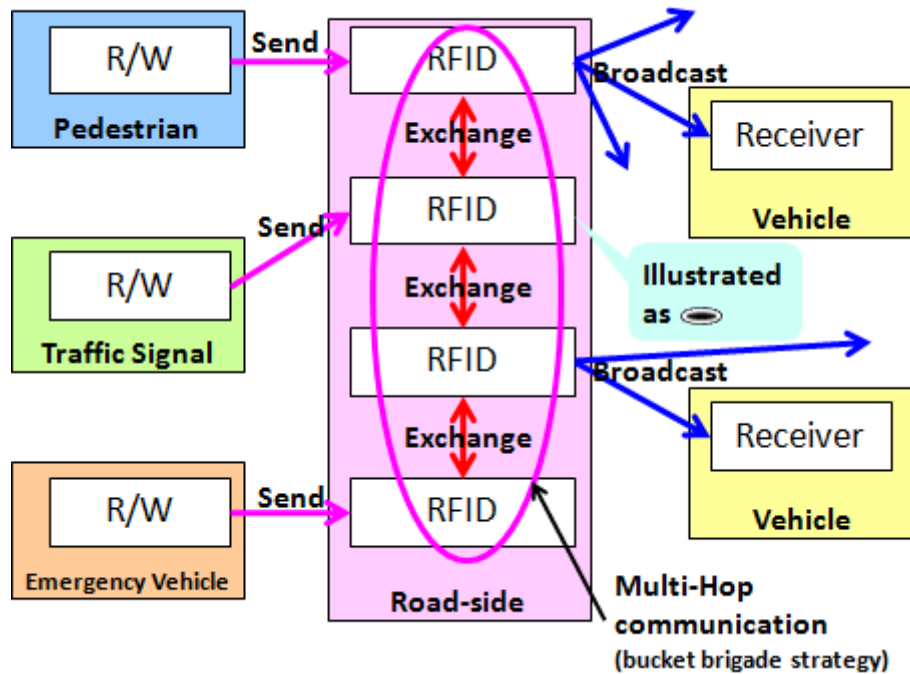 R/W
Pedestrian
Send
RFID
Broadcast
Receiver
Vehicle
Exchange
R/W
Traffic Signal
Send
RFID
Illustrated
as
Exchange
RFID
Broadcast
Receiver
Vehicle
Exchange
R/W
Emergency Vehicle
Send
RFID
Road-side
Multi-Hop
communication
(bucket brigade strategy)